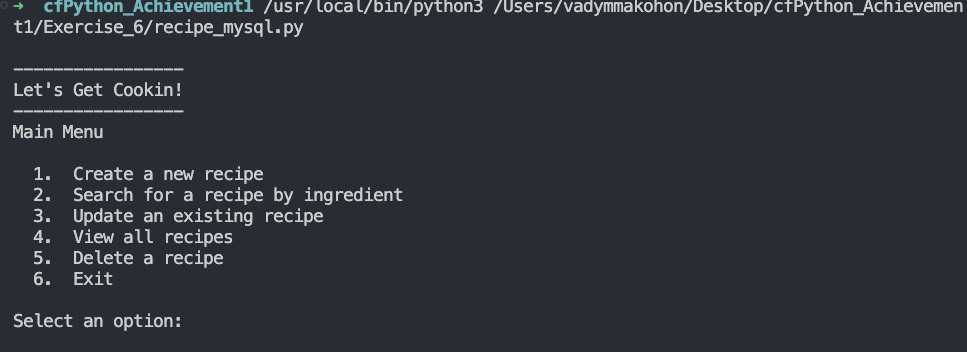 ➜ cfPython_Achievement1 /usr/local/bin/python3 /Users/vadymmakohon/Desktop/cfPython_Achievemen
t1/Exercise_6/recipe_mysql.py
-----------------
Let's Get Cookin!
-----------------
Main Menu
1. Create a new recipe
2. Search for a recipe by ingredient
3. Update an existing recipe
4. View all recipes
5. Delete a recipe
6. Exit
Select an option: